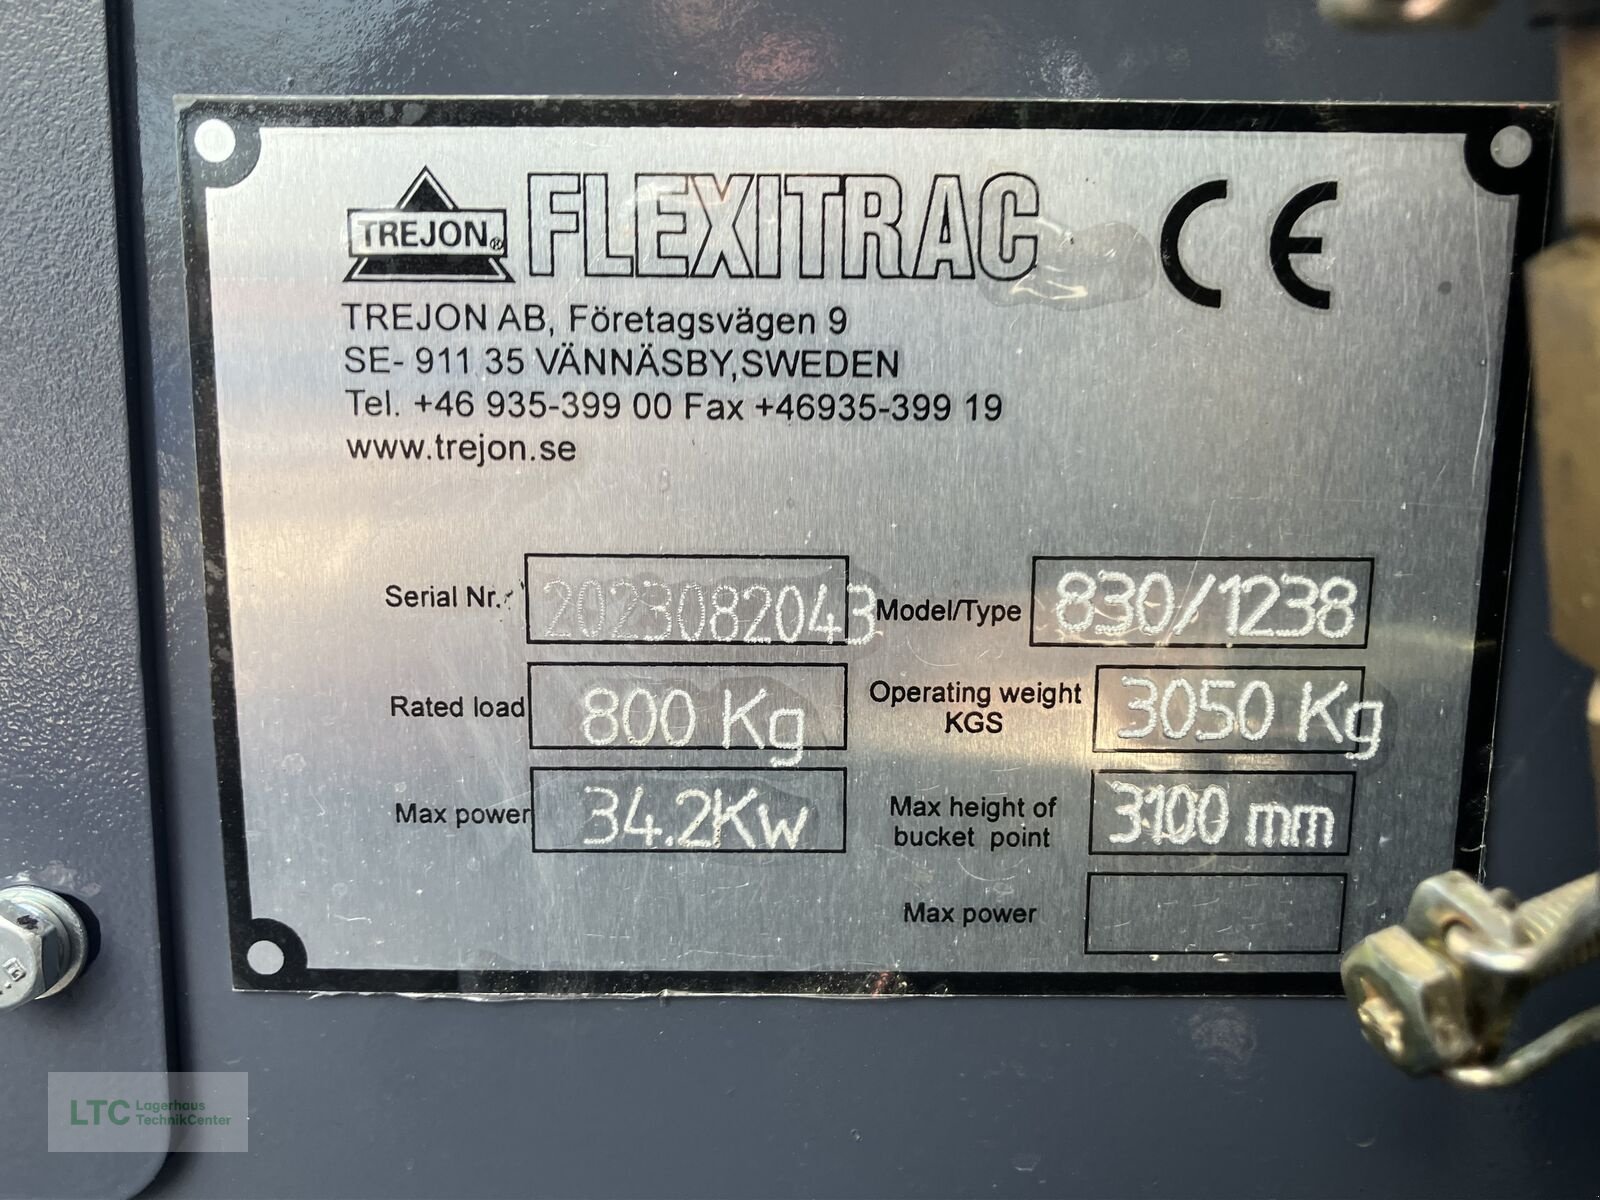 TREJON® FLEXITRAC CE
TREJON AB, Företagsvägen 9
SE- 911 35 VÄNNÄSBY,SWEDEN
Tel. +46 935-399 00 Fax +46935-399 19
www.trejon.se
Serial Nr. 2023082043 Model/Type 830/1238
Rated load 800 Kg Operating weight
KGS 3050 Kg
Max power 34.2Kw Max height of
bucket point 3100 mm
Max power
LTC Lagerhaus
TechnikCenter